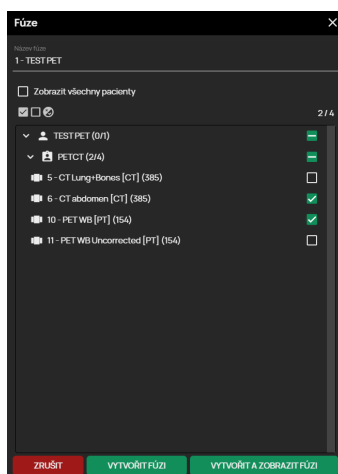 Fúze
Název fúze
1 - TEST PET
Zobrazit všechny pacienty
2 / 4
TEST PET (0/1)
PETCT (2/4)
5 - CT Lung+Bones [CT] (385)
6 - CT abdomen [CT] (385)
10 - PET WB [PT] (154)
11 - PET WB Uncorrected [PT] (154)
ZRUŠIT VYTVOŘIT FÚZI VYTVOŘIT A ZOBRAZIT FÚZI